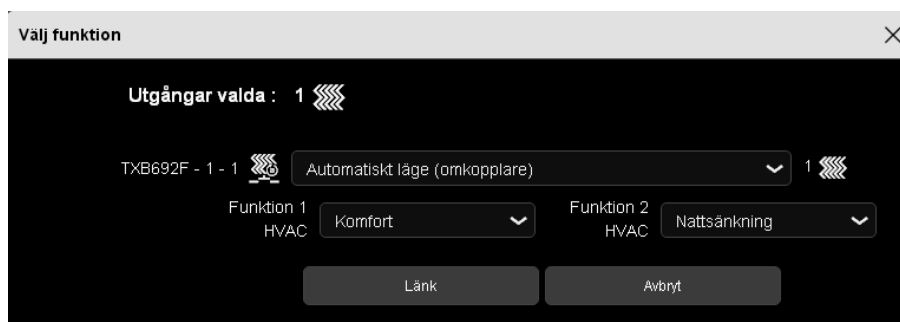 Välj funktion
Utgångar valda : 1
TXB692F - 1 - 1 Automatiskt läge (omkopplare) 1
Funktion 1 HVAC Komfort Funktion 2 HVAC Nattsänkning
Länk Avbryt